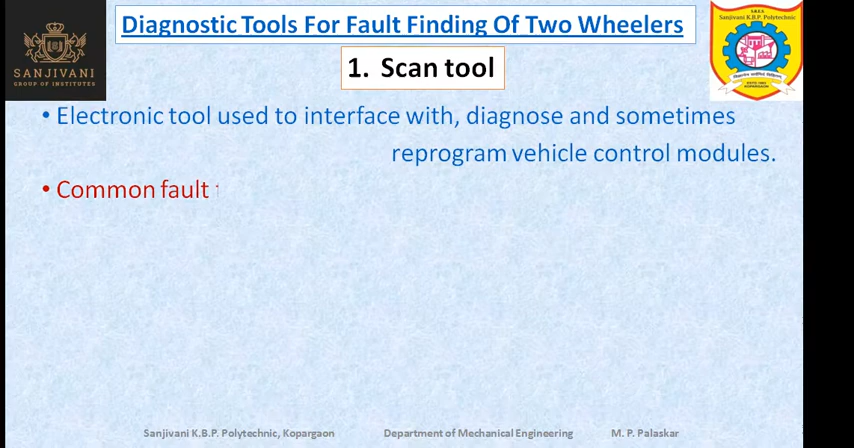 Diagnostic Tools For Fault Finding Of Two Wheelers
SANJIVANI
GROUP OF INSTITUTES
S.R.E.S.
Sanjivani K.B.P. Polytechnic
1. Scan tool
• Electronic tool used to interface with, diagnose and sometimes
reprogram vehicle control modules.
• Common fault
Sanjivani K.B.P. Polytechnic, Kopargaon Department of Mechanical Engineering M. P. Palaskar